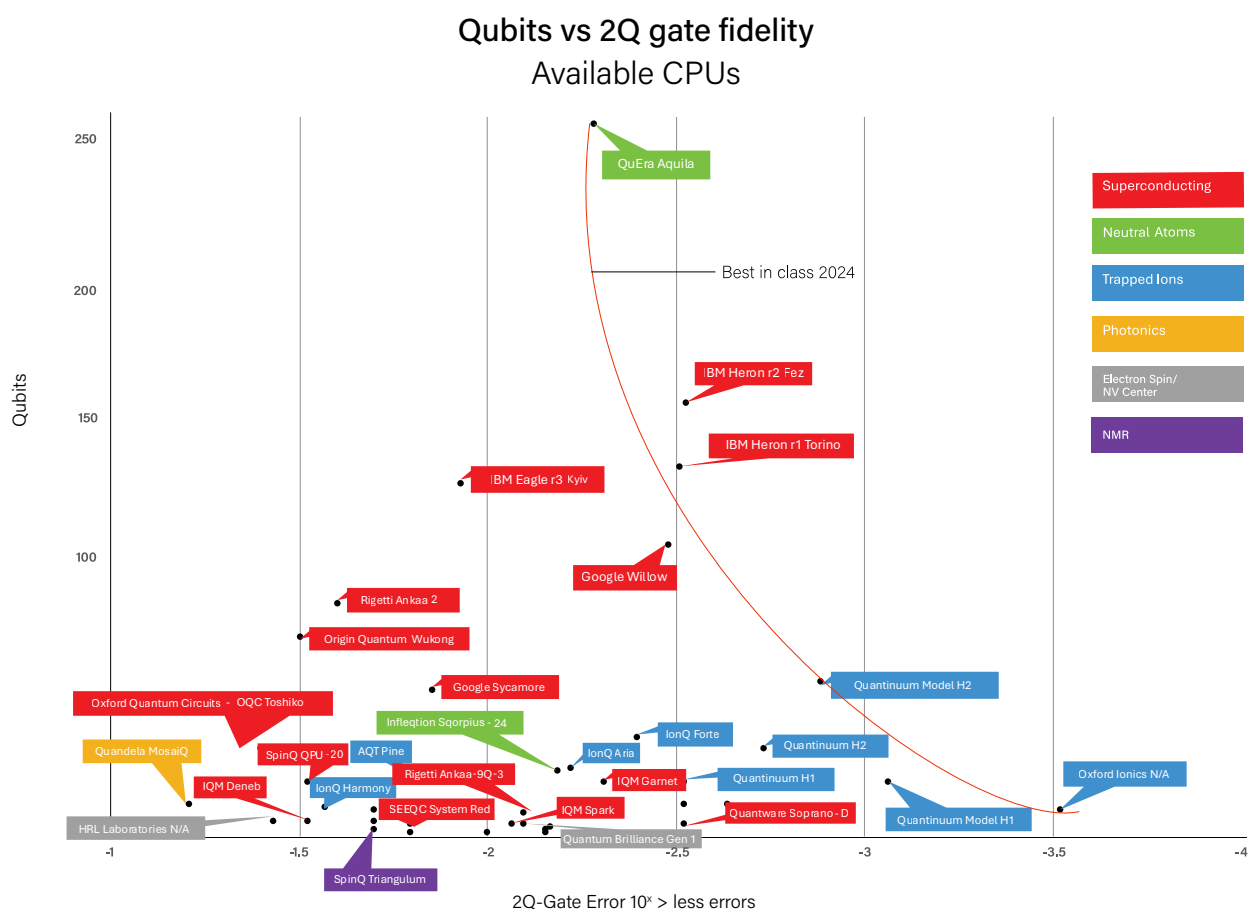 Qubits vs 2Q gate fidelity
Available CPUs
250
200
150
100
Qubits
QuEra Aquila
Best in class 2024
IBM Heron r2 Fez
IBM Heron r1 Torino
IBM Eagle r3 Kyiv
Google Willow
Rigetti Ankaa 2
Origin Quantum Wukong
Google Sycamore
Quantinuum Model H2
Oxford Quantum Circuits - OQC Toshiko
Infleqtion Sqorpius - 24
IonQ Forte
Quantinuum H2
Quandela MosaiQ
SpinQ QPU -20
AQT Pine
IonQ Aria
Rigetti Ankaa-9Q-3
IQM Garnet
Quantinuum H1
Oxford Ionics N/A
IQM Deneb
IonQ Harmony
SEEQC System Red
IQM Spark
Quantware Soprano - D
Quantinuum Model H1
HRL Laboratories N/A
Quantum Brilliance Gen 1
SpinQ Triangulum
-1
-1.5
-2
-2.5
-3
-3.5
-4
2Q-Gate Error 10ˣ > less errors
Superconducting
Neutral Atoms
Trapped Ions
Photonics
Electron Spin/
NV Center
NMR